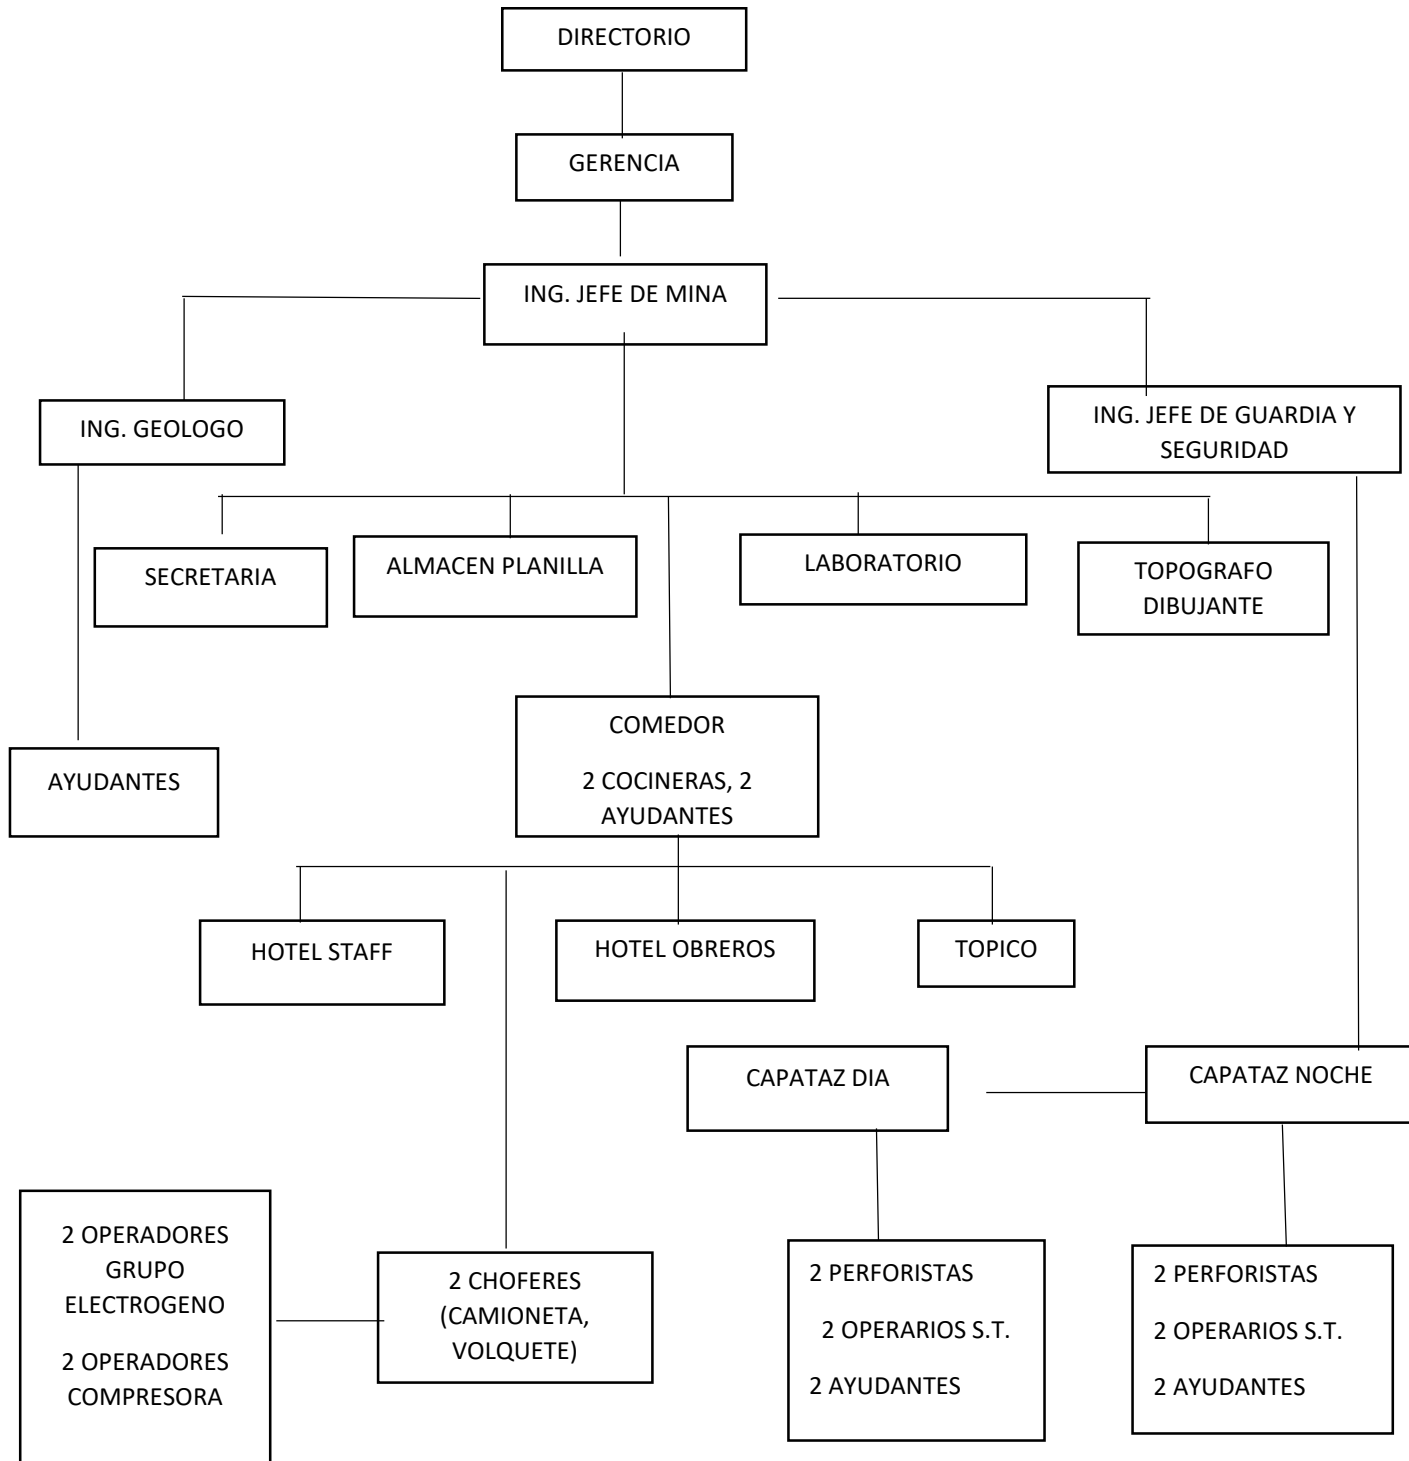 DIRECTORIO
GERENCIA
ING. JEFE DE MINA
ING. GEOLOGO
ING. JEFE DE GUARDIA Y
SEGURIDAD
SECRETARIA
ALMACEN PLANILLA
LABORATORIO
TOPOGRAFO
DIBUJANTE
AYUDANTES
COMEDOR
2 COCINERAS, 2
AYUDANTES
HOTEL STAFF
HOTEL OBREROS
TOPICO
CAPATAZ DIA
CAPATAZ NOCHE
2 OPERADORES
GRUPO
ELECTROGENO
2 OPERADORES
COMPRESORA
2 CHOFERES
(CAMIONETA,
VOLQUETE)
2 PERFORISTAS
2 OPERARIOS S.T.
2 AYUDANTES
2 PERFORISTAS
2 OPERARIOS S.T.
2 AYUDANTES